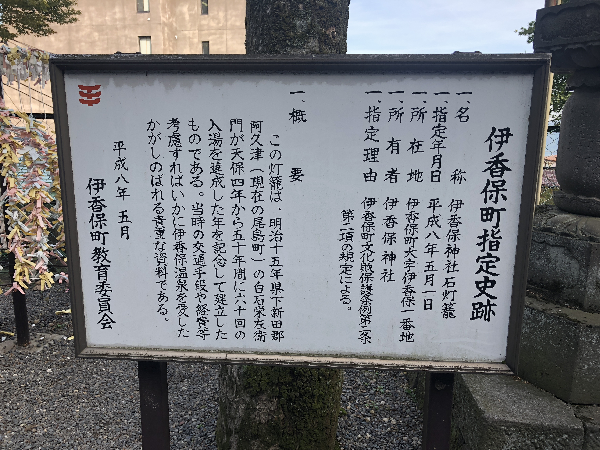 伊香保町指定史跡
一、名称 伊香保神社石灯籠
一、指定年月日 平成八年五月一日
一、所在地 伊香保町大字伊香保一番地
一、所有者 伊香保神社
一、指定理由 伊香保町文化財保護条例第六条
第二項の規定による。
一、概要
この灯籠は、明治十五年県下新田郡
阿久津(現在の尾島町)の白石栄左衛
門が天保四年から五十年間に六十回の
入湯を達成した年を記念して建立した
ものである。当時の交通手段や経費等
考慮すればいかに伊香保温泉を愛した
かがしのばれる貴重な資料である。
平成八年五月
伊香保町教育委員会